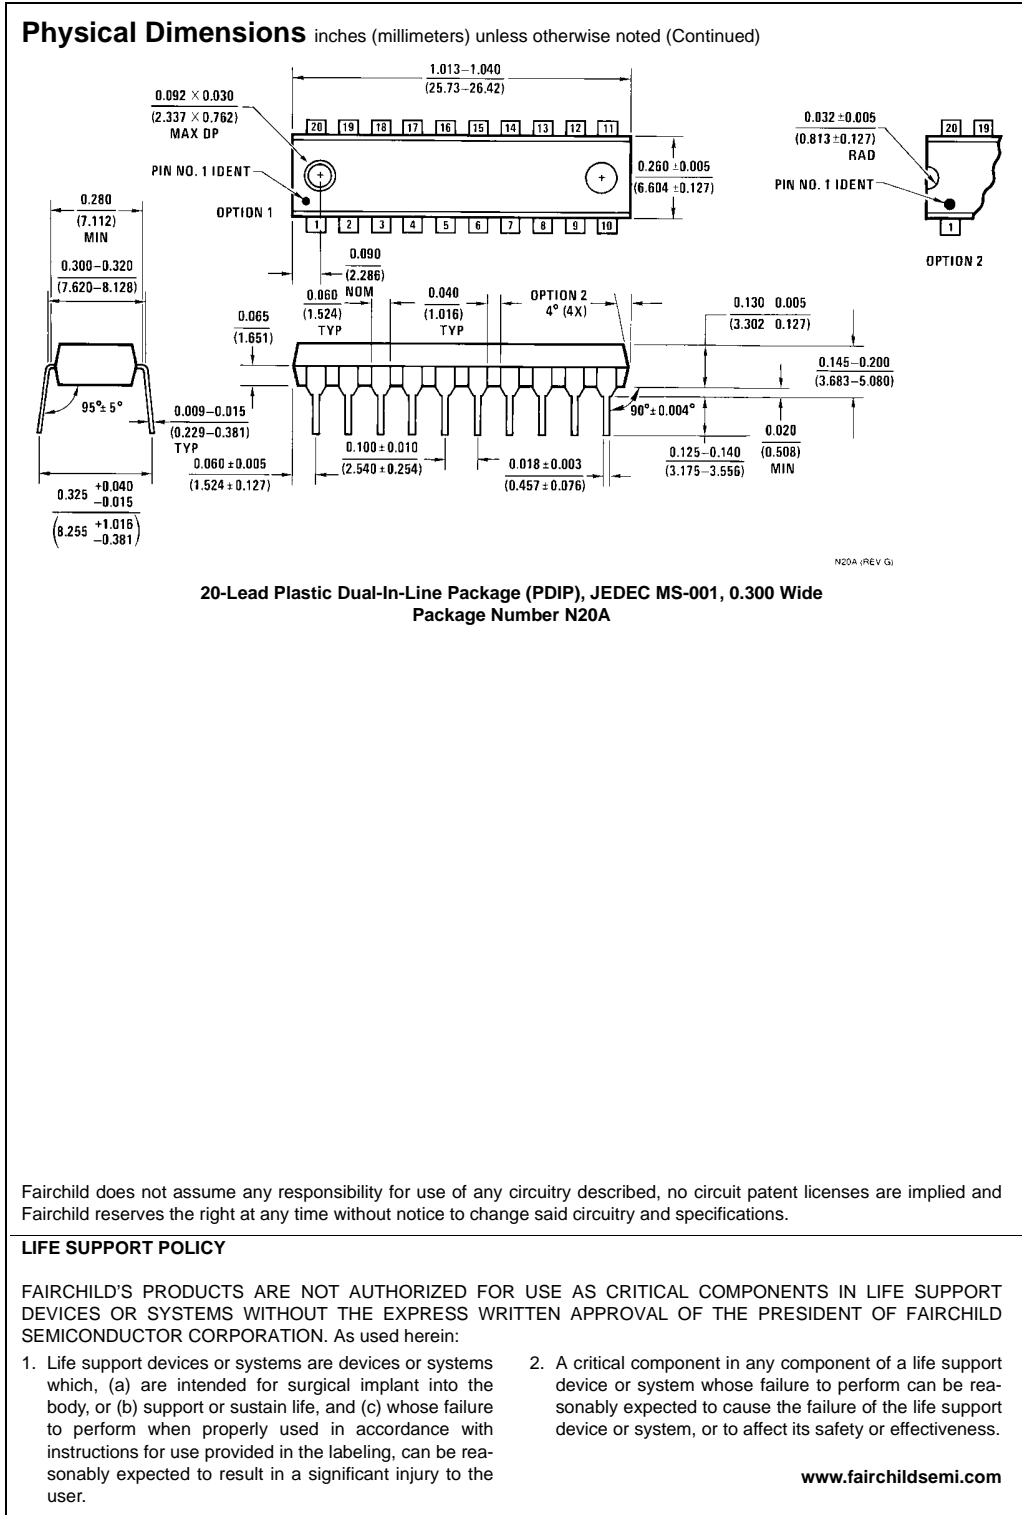 Physical Dimensions inches (millimeters) unless otherwise noted (Continued)
1.013–1.040
(25.73–26.42)
0.092 × 0.030
(2.337 × 0.762)
MAX DP
20 19 18 17 16 15 14 13 12 11
PIN NO. 1 IDENT
OPTION 1
1 2 3 4 5 6 7 8 9 10
0.260 ±0.005
(6.604 ±0.127)
0.032 ±0.005
(0.813 ±0.127)
RAD
20 19
PIN NO. 1 IDENT
1
OPTION 2
0.280
(7.112)
MIN
0.300–0.320
(7.620–8.128)
0.090
(2.286)
NOM
0.060
(1.524)
TYP
0.040
(1.016)
TYP
OPTION 2
4° (4X)
0.130 0.005
(3.302 0.127)
0.065
(1.651)
0.145–0.200
(3.683–5.080)
95°± 5°
0.009–0.015
(0.229–0.381)
TYP
90°± 0.004°
0.020
(0.508)
MIN
0.125–0.140
(3.175–3.556)
0.100 ± 0.010
(2.540 ± 0.254)
0.060 ±0.005
(1.524 ± 0.127)
0.018 ± 0.003
(0.457 ± 0.076)
0.325 +0.040
–0.015
(8.255 +1.016)
–0.381
N20A (REV G)
20-Lead Plastic Dual-In-Line Package (PDIP), JEDEC MS-001, 0.300 Wide
Package Number N20A
Fairchild does not assume any responsibility for use of any circuitry described, no circuit patent licenses are implied and
Fairchild reserves the right at any time without notice to change said circuitry and specifications.
LIFE SUPPORT POLICY
FAIRCHILD'S PRODUCTS ARE NOT AUTHORIZED FOR USE AS CRITICAL COMPONENTS IN LIFE SUPPORT
DEVICES OR SYSTEMS WITHOUT THE EXPRESS WRITTEN APPROVAL OF THE PRESIDENT OF FAIRCHILD
SEMICONDUCTOR CORPORATION. As used herein:
1. Life support devices or systems are devices or systems
which, (a) are intended for surgical implant into the
body, or (b) support or sustain life, and (c) whose failure
to perform when properly used in accordance with
instructions for use provided in the labeling, can be rea-
sonably expected to result in a significant injury to the
user.
2. A critical component in any component of a life support
device or system whose failure to perform can be rea-
sonably expected to cause the failure of the life support
device or system, or to affect its safety or effectiveness.
www.fairchildsemi.com